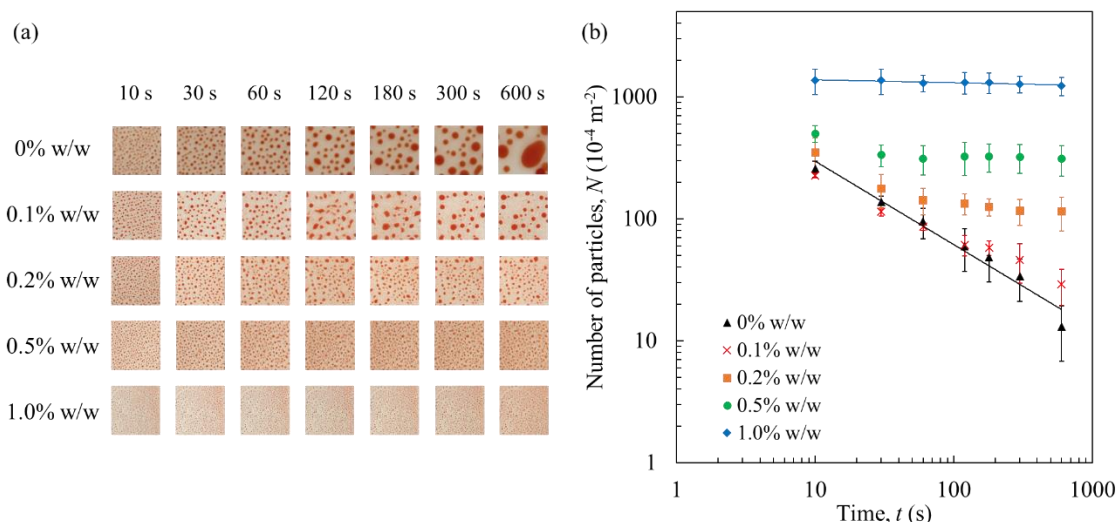 (a)
10 s 30 s 60 s 120 s 180 s 300 s 600 s
0% w/w
0.1% w/w
0.2% w/w
0.5% w/w
1.0% w/w
(b)
Number of particles, N (10⁻⁴ m⁻²)
1000
100
10
1
0% w/w
0.1% w/w
0.2% w/w
0.5% w/w
1.0% w/w
1 10 100 1000
Time, t (s)